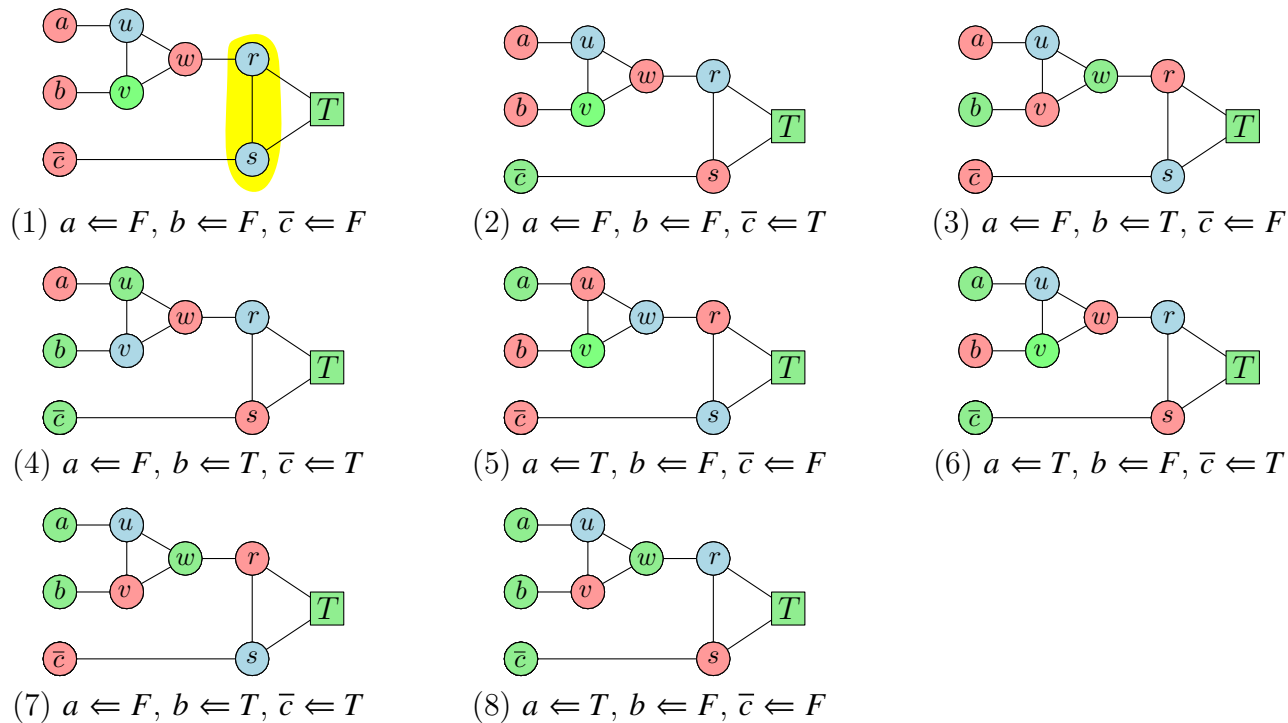 a u w r
b v T
c̅ s
(1) a ⇐ F, b ⇐ F, c̅ ⇐ F
a u w r
b v T
c̅ s
(2) a ⇐ F, b ⇐ F, c̅ ⇐ T
a u w r
b v T
c̅ s
(3) a ⇐ F, b ⇐ T, c̅ ⇐ F
a u w r
b v T
c̅ s
(4) a ⇐ F, b ⇐ T, c̅ ⇐ T
a u w r
b v T
c̅ s
(5) a ⇐ T, b ⇐ F, c̅ ⇐ F
a u w r
b v T
c̅ s
(6) a ⇐ T, b ⇐ F, c̅ ⇐ T
a u w r
b v T
c̅ s
(7) a ⇐ F, b ⇐ T, c̅ ⇐ T
a u w r
b v T
c̅ s
(8) a ⇐ T, b ⇐ F, c̅ ⇐ F